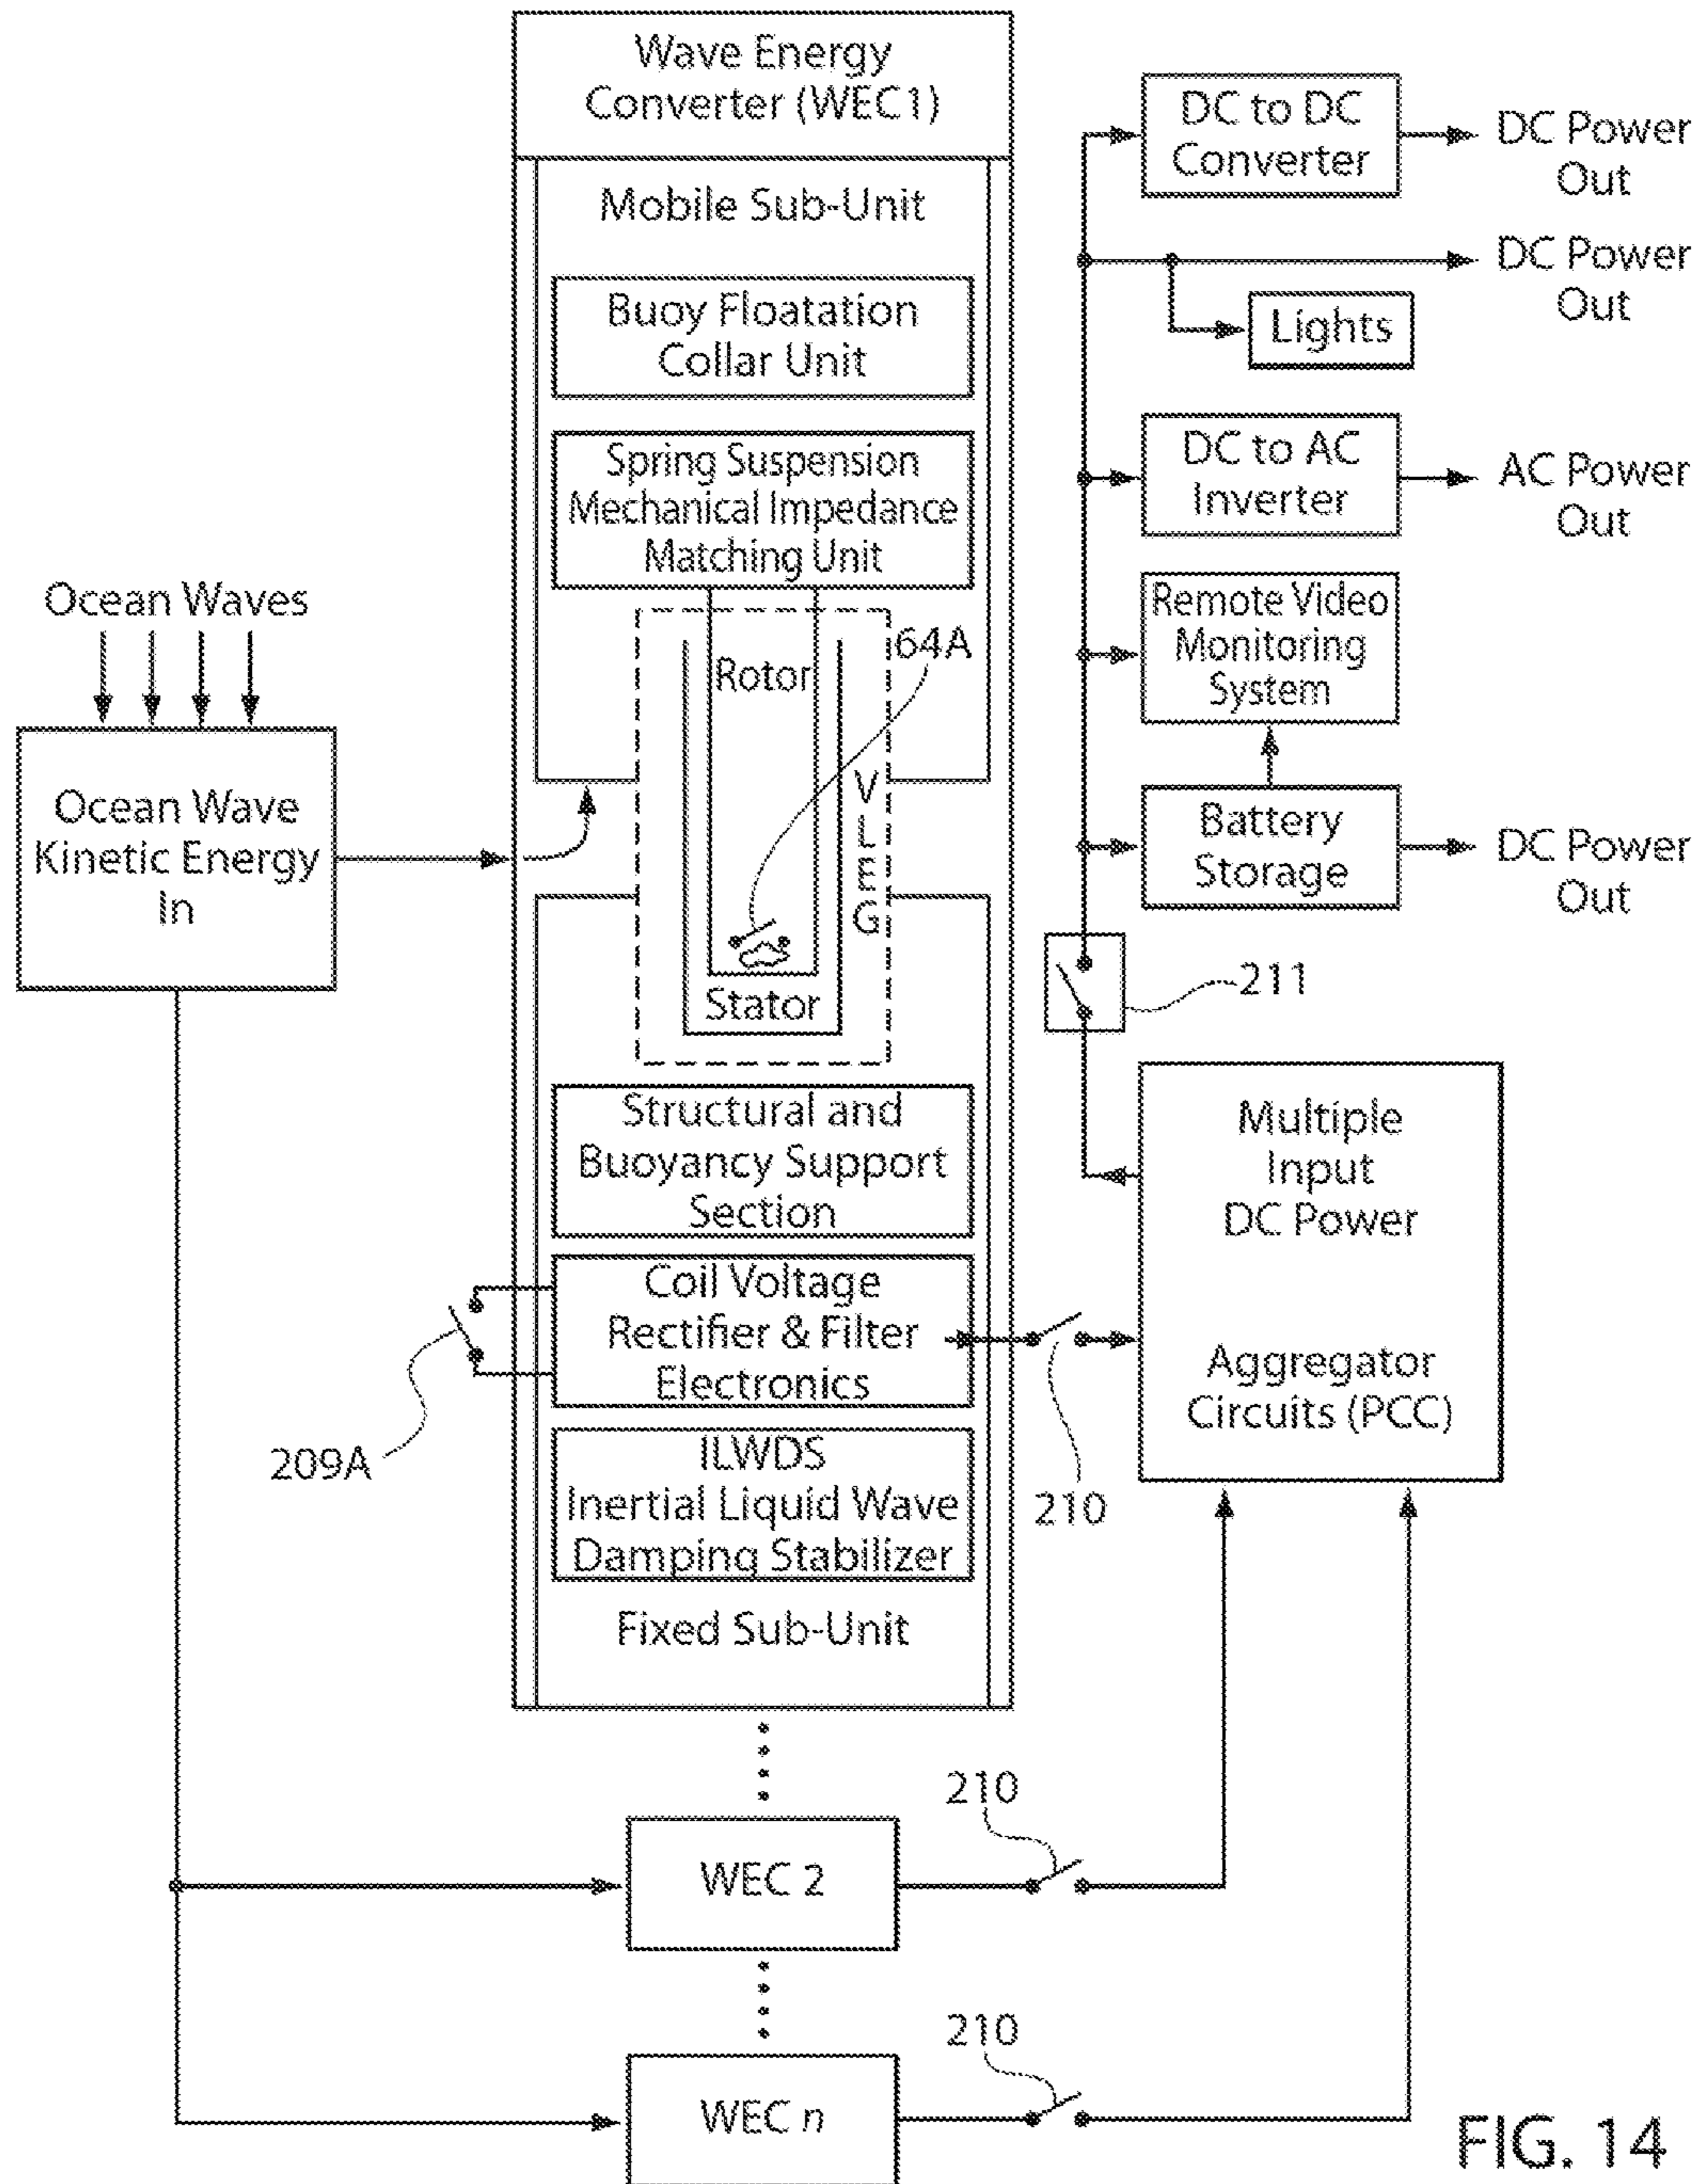 Wave Energy
Converter (WEC1)
Mobile Sub-Unit
Buoy Floatation
Collar Unit
Spring Suspension
Mechanical Impedance
Matching Unit
Rotor
64A
V
L
E
G
Stator
Ocean Waves
Ocean Wave
Kinetic Energy
In
Structural and
Buoyancy Support
Section
Coil Voltage
Rectifier & Filter
Electronics
209A
ILWDS
Inertial Liquid Wave
Damping Stabilizer
Fixed Sub-Unit
DC to DC
Converter
DC Power
Out
DC Power
Out
Lights
DC to AC
Inverter
AC Power
Out
Remote Video
Monitoring
System
Battery
Storage
DC Power
Out
211
Multiple
Input
DC Power
Aggregator
Circuits (PCC)
210
WEC 2
210
WEC n
210
FIG. 14